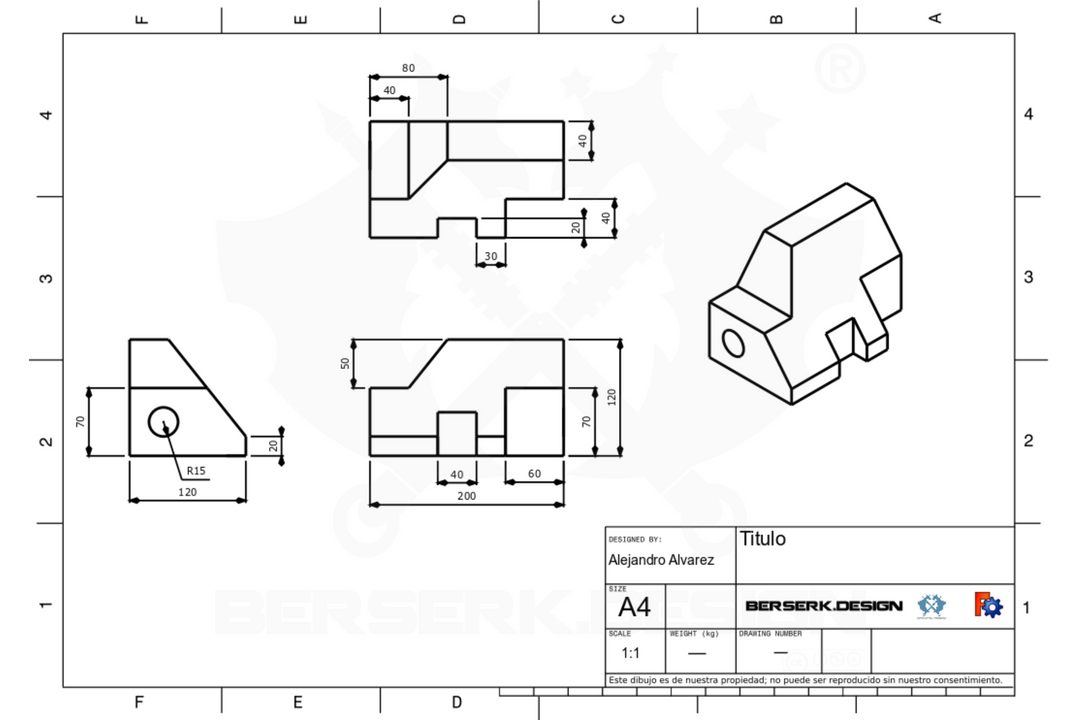 F E D C B A
80
40
4 4
40
40
20
30
3 3
50
120
70
70
20
R15
2 2
40 60
120 200
DESIGNED BY: Titulo
Alejandro Alvarez
SIZE
A4 BERSERK.DESIGN
1 1
BERSERK.DESIGN
SCALE WEIGHT (kg) DRAWING NUMBER
1:1 — —
Este dibujo es de nuestra propiedad; no puede ser reproducido sin nuestro consentimiento.
F E D
®